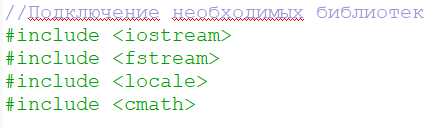 //Подключение необходимых библиотек
#include <iostream>
#include <fstream>
#include <locale>
#include <cmath>